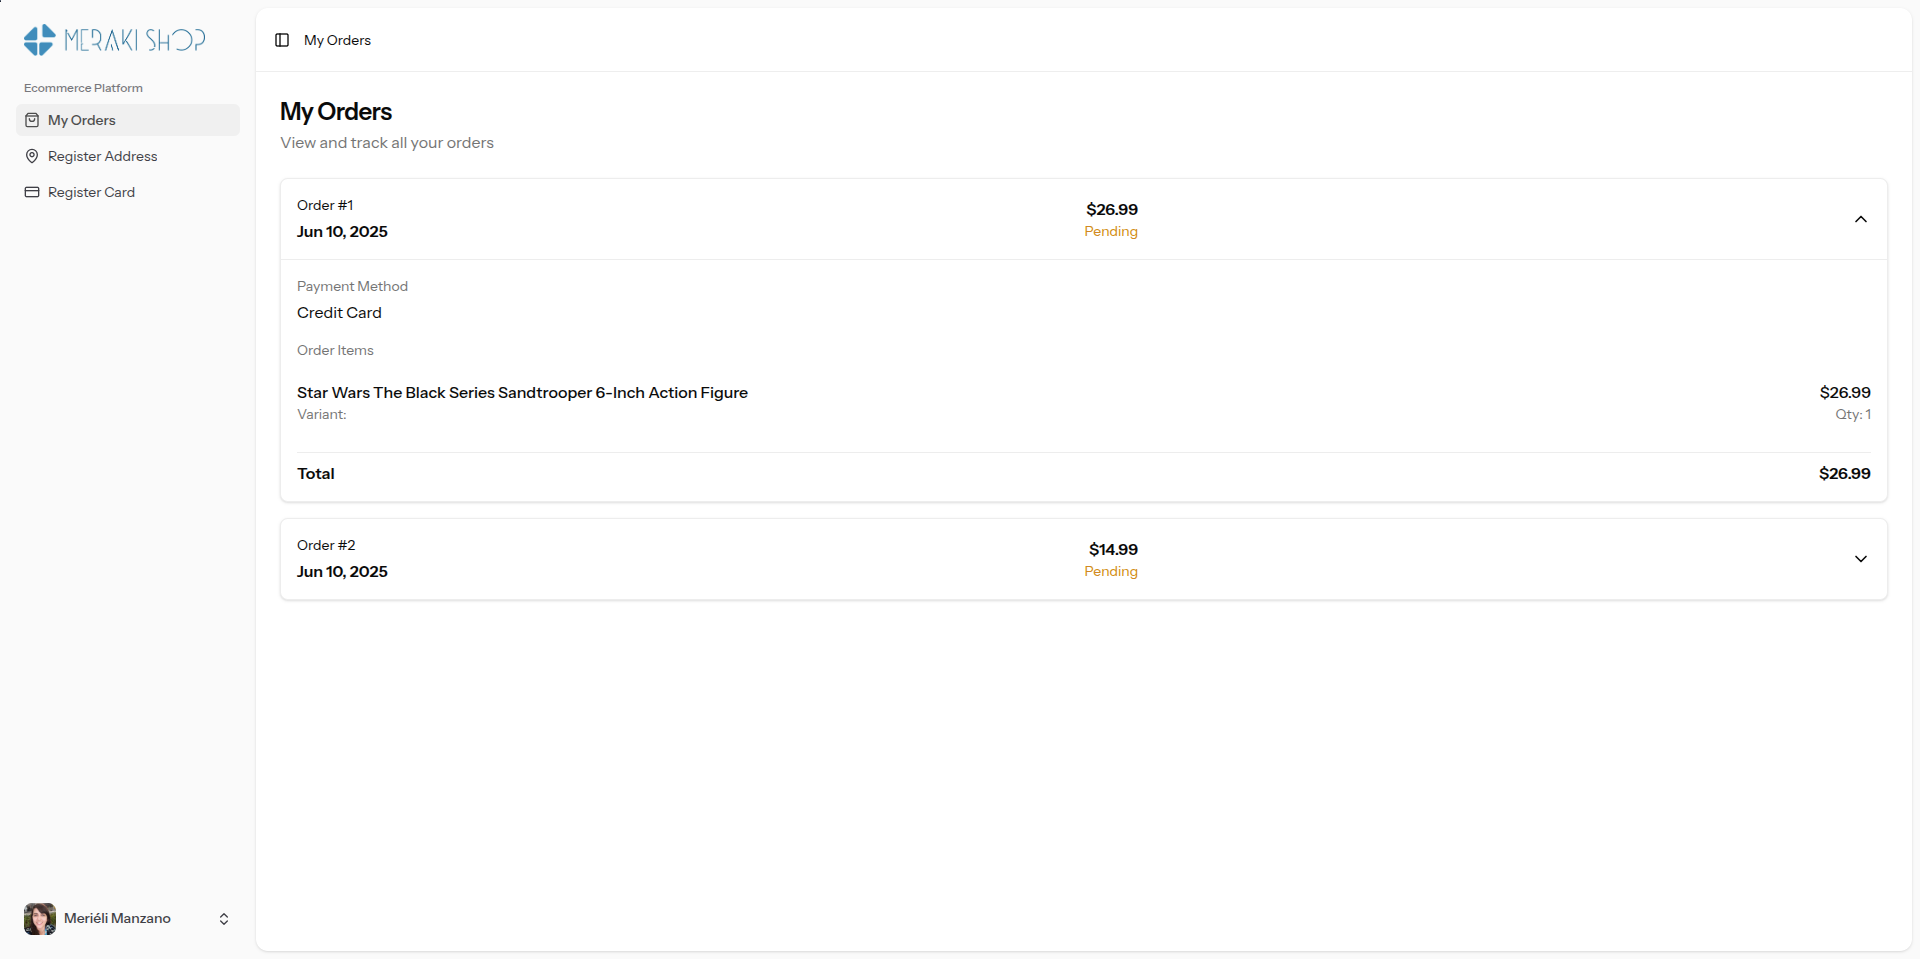 MERAKI SHOP
Ecommerce Platform
My Orders
Register Address
Register Card
Meriéli Manzano
My Orders
My Orders
View and track all your orders
Order #1
Jun 10, 2025
$26.99
Pending
Payment Method
Credit Card
Order Items
Star Wars The Black Series Sandtrooper 6-Inch Action Figure
$26.99
Variant:
Qty: 1
Total
$26.99
Order #2
Jun 10, 2025
$14.99
Pending